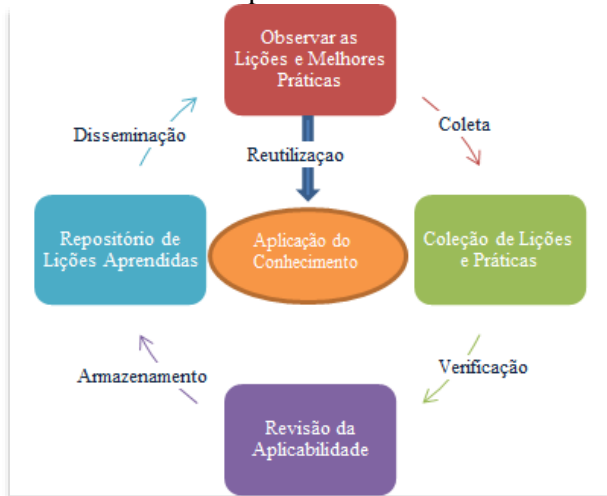 Observar as
Lições e Melhores
Práticas
Disseminação
Coleta
Reutilizaçao
Repositório de
Lições Aprendidas
Aplicação do
Conhecimento
Coleção de Lições
e Práticas
Armazenamento
Verificação
Revisão da
Aplicabilidade